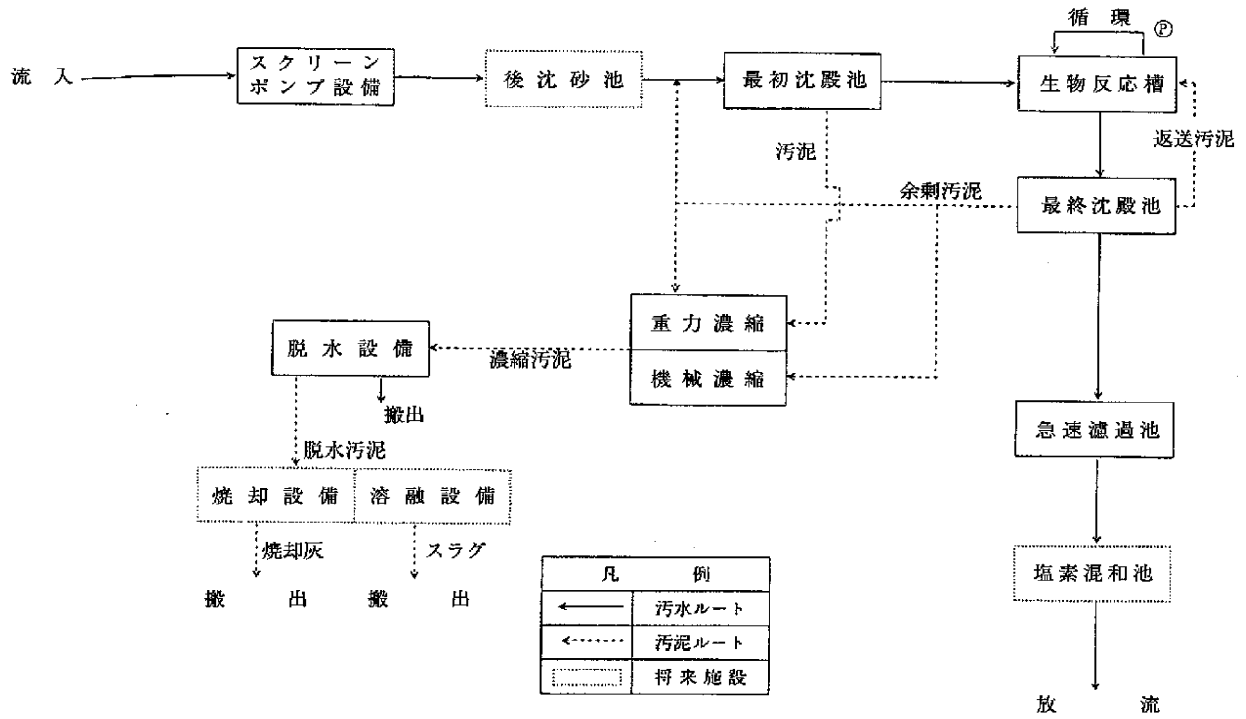 循環 Ⓟ
流入
スクリーン
ポンプ設備
後沈砂池
最初沈殿池
生物反応槽
汚泥
返送汚泥
余剰汚泥
最終沈殿池
重力濃縮
脱水設備
濃縮汚泥
機械濃縮
搬出
急速濾過池
脱水汚泥
焼却設備
溶融設備
焼却灰
スラグ
搬出
搬出
凡例
汚水ルート
汚泥ルート
将来施設
塩素混和池
放流